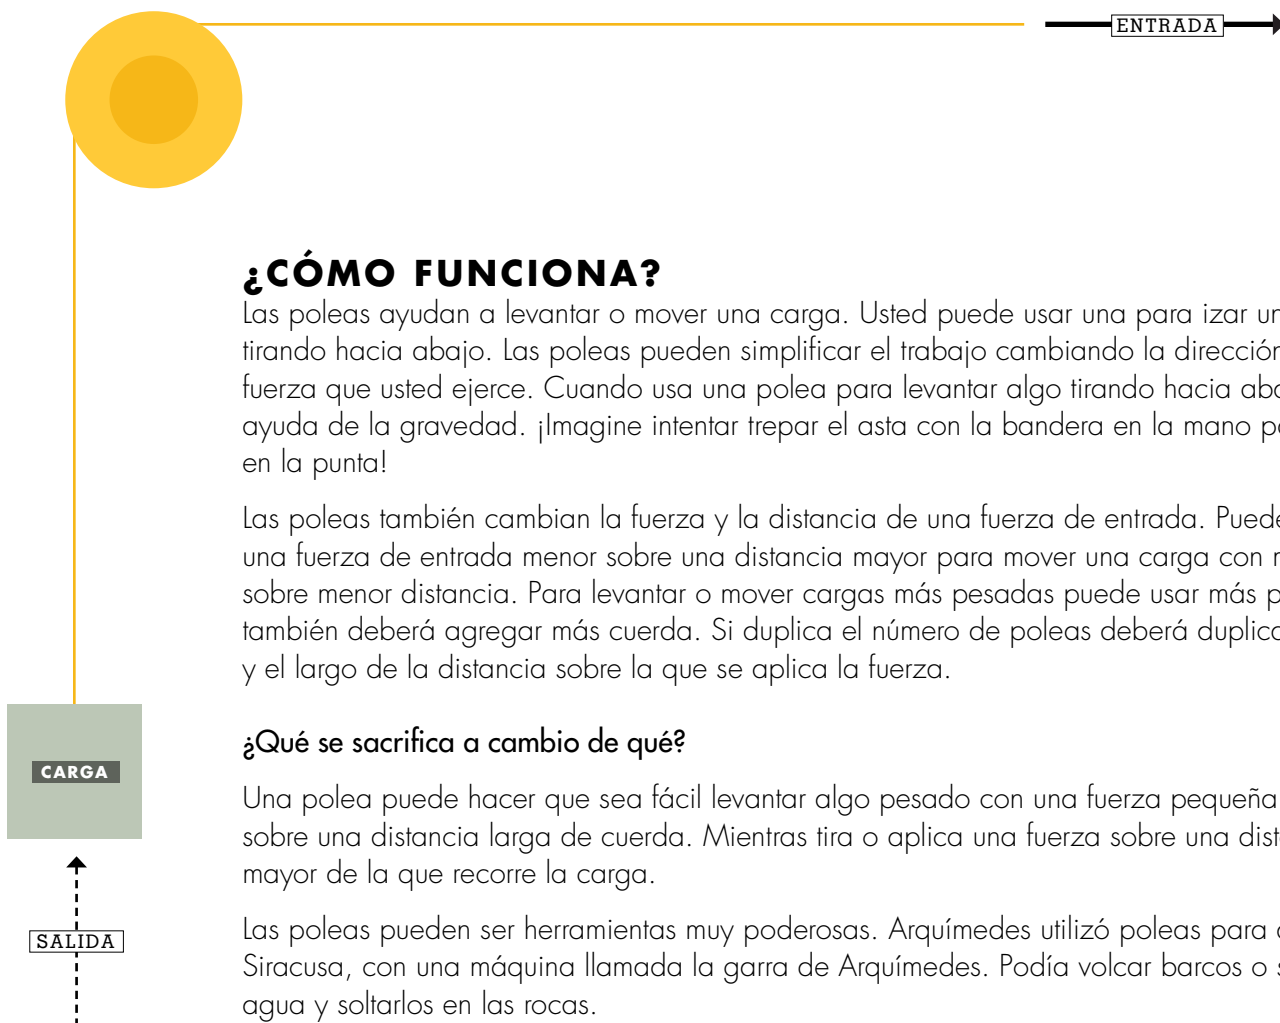 ENTRADA
¿CÓMO FUNCIONA?
Las poleas ayudan a levantar o mover una carga. Usted puede usar una para izar
tirando hacia abajo. Las poleas pueden simplificar el trabajo cambiando la dirección
fuerza que usted ejerce. Cuando usa una polea para levantar algo tirando hacia
ayuda de la gravedad. ¡Imagine intentar trepar el asta con la bandera en la mano
en la punta!
Las poleas también cambian la fuerza y la distancia de una fuerza de entrada.
una fuerza de entrada menor sobre una distancia mayor para mover una carga con
sobre menor distancia. Para levantar o mover cargas más pesadas puede usar más
también deberá agregar más cuerda. Si duplica el número de poleas deberá
y el largo de la distancia sobre la que se aplica la fuerza.
¿Qué se sacrifica a cambio de qué?
CARGA
Una polea puede hacer que sea fácil levantar algo pesado con una fuerza pequeña
sobre una distancia larga de cuerda. Mientras tira o aplica una fuerza sobre una
mayor de la que recorre la carga.
SALIDA
Las poleas pueden ser herramientas muy poderosas. Arquímedes utilizó poleas para
Siracusa, con una máquina llamada la garra de Arquímedes. Podía volcar barcos o
agua y soltarlos en las rocas.